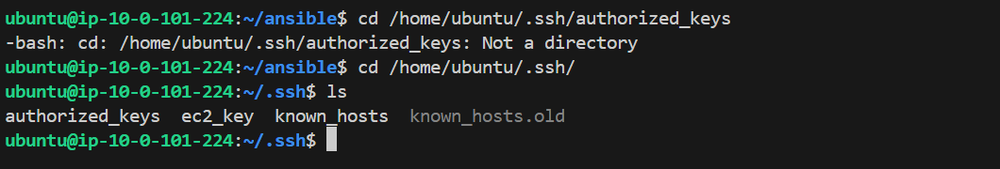 ubuntu@ip-10-0-101-224:~/ansible$ cd /home/ubuntu/.ssh/authorized_keys
-bash: cd: /home/ubuntu/.ssh/authorized_keys: Not a directory
ubuntu@ip-10-0-101-224:~/ansible$ cd /home/ubuntu/.ssh/
ubuntu@ip-10-0-101-224:~/.ssh$ ls
authorized_keys  ec2_key  known_hosts  known_hosts.old
ubuntu@ip-10-0-101-224:~/.ssh$